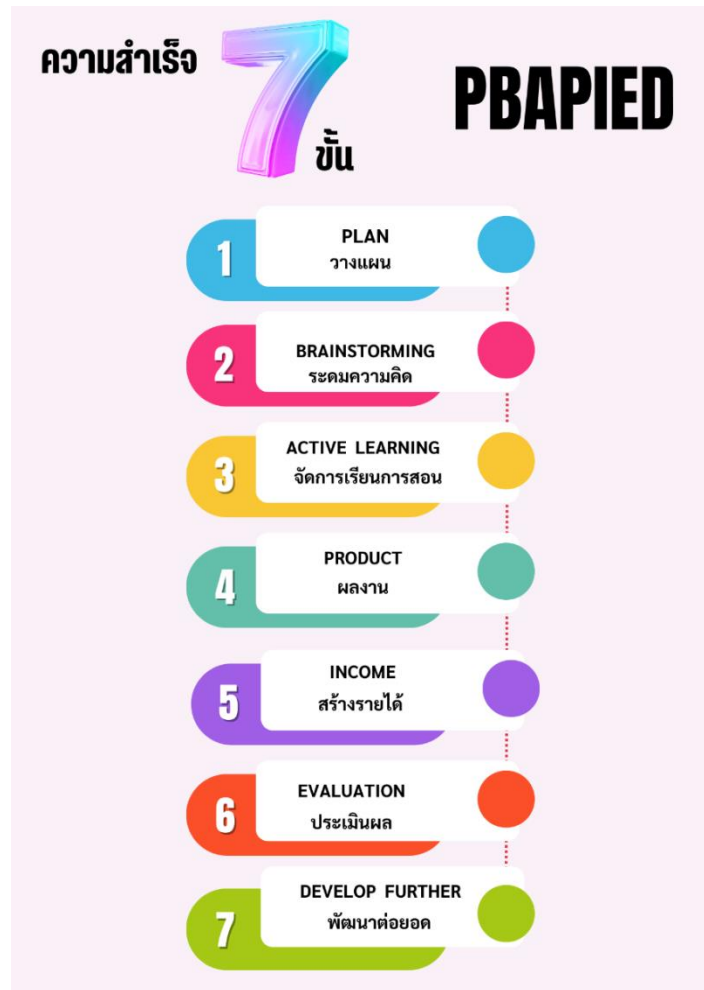 ความสำเร็จ
7
ขั้น
PBAPIED
1
PLAN
วางแผน
2
BRAINSTORMING
ระดมความคิด
3
ACTIVE LEARNING
จัดการเรียนการสอน
4
PRODUCT
ผลงาน
5
INCOME
สร้างรายได้
6
EVALUATION
ประเมินผล
7
DEVELOP FURTHER
พัฒนาต่อยอด